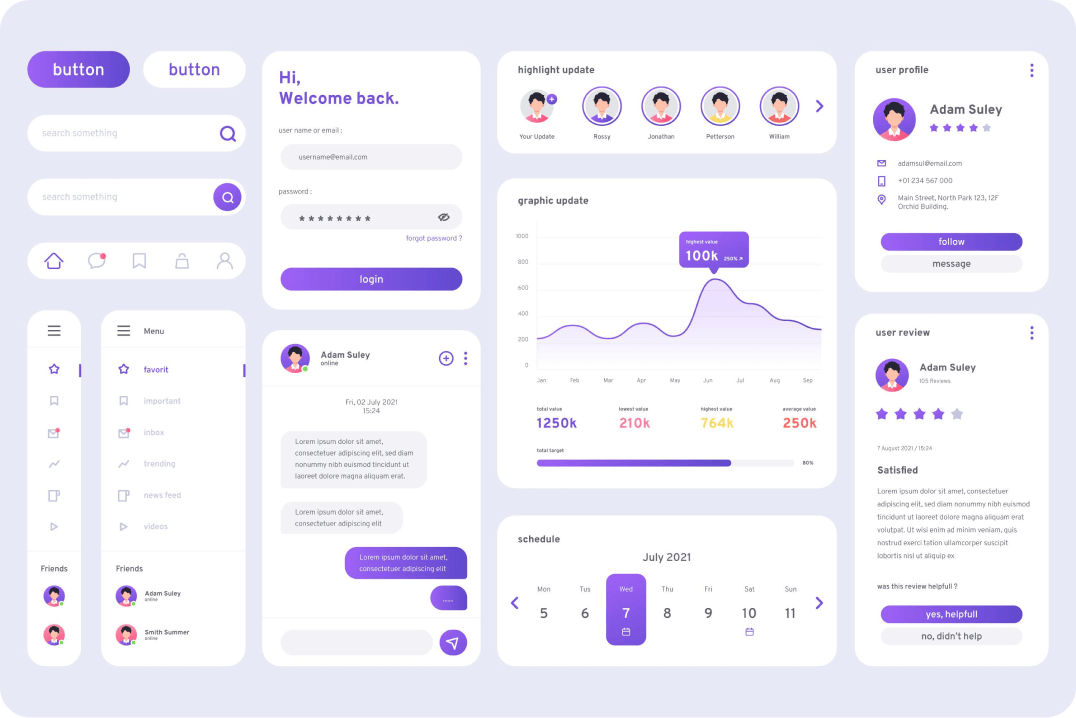 button
button
search something
search something
Menu
favorit
important
inbox
trending
news feed
videos
Friends
Friends
Adam Suley
online
Smith Summer
online
Hi,
Welcome back.
user name or email :
username@email.com
password :
********
forgot password ?
login
Adam Suley
online
Fri, 02 July 2021
15:24
Lorem ipsum dolor sit amet,
consectetuer adipiscing elit, sed diam
nonummy nibh euismod tincidunt ut
laoreet dolore magna aliquam erat.
Lorem ipsum dolor sit amet,
consectetuer adipiscing elit
Lorem ipsum dolor sit amet,
consectetuer adipiscing elit
.....
highlight update
Your Update
Rossy
Jonathan
Petterson
William
graphic update
1000
800
600
400
200
0
highest value
100k 250% ↗
Jan Feb Mar Apr May Jun Jul Aug Sep
total value
1250k
lowest value
210k
highest value
764k
average value
250k
total target
80%
schedule
July 2021
Mon Tus Wed Thu Fri Sat Sun
5 6 7 8 9 10 11
user profile
Adam Suley
adamsul@email.com
+01 234 567 000
Main Street, North Park 123, 12F
Orchid Building.
follow
message
user review
Adam Suley
105 Reviews
7 August 2021 / 15:24
Satisfied
Lorem ipsum dolor sit amet, consectetuer
adipiscing elit, sed diam nonummy nibh euismod
tincidunt ut laoreet dolore magna aliquam erat
volutpat. Ut wisi enim ad minim veniam, quis
nostrud exerci tation ullamcorper suscipit
lobortis nisl ut aliquip ex
was this review helpfull ?
yes, helpfull
no, didn't help